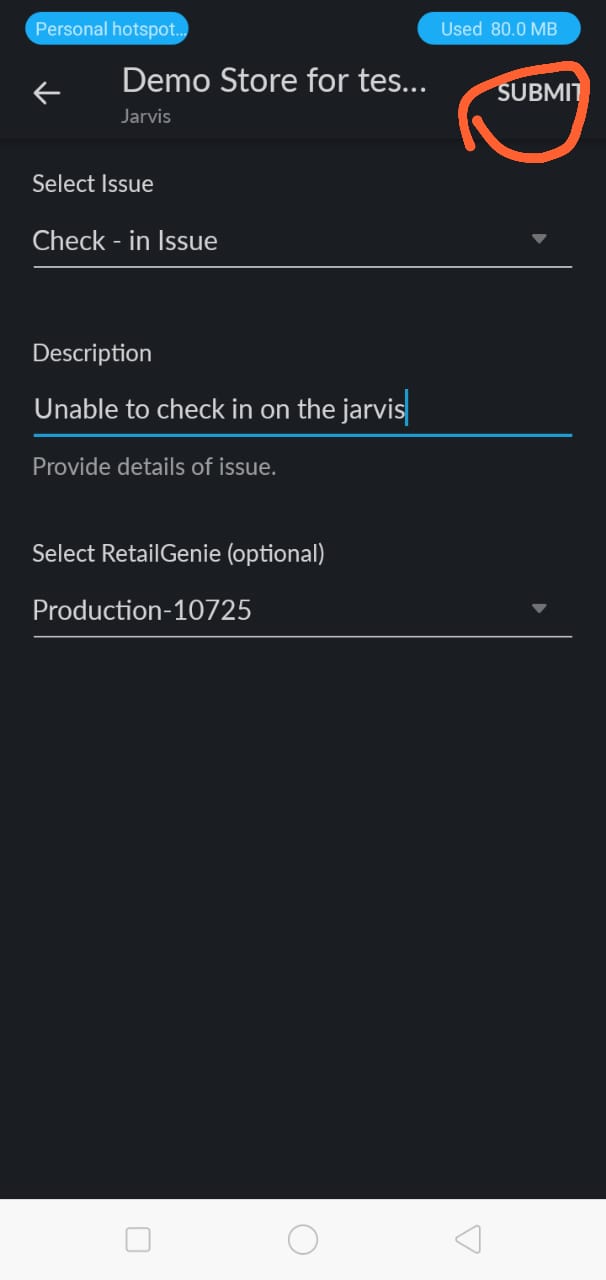 Personal hotspot...
Used 80.0 MB
Demo Store for tes...
SUBMIT
Jarvis
Select Issue
Check - in Issue
Description
Unable to check in on the jarvis
Provide details of issue.
Select RetailGenie (optional)
Production-10725